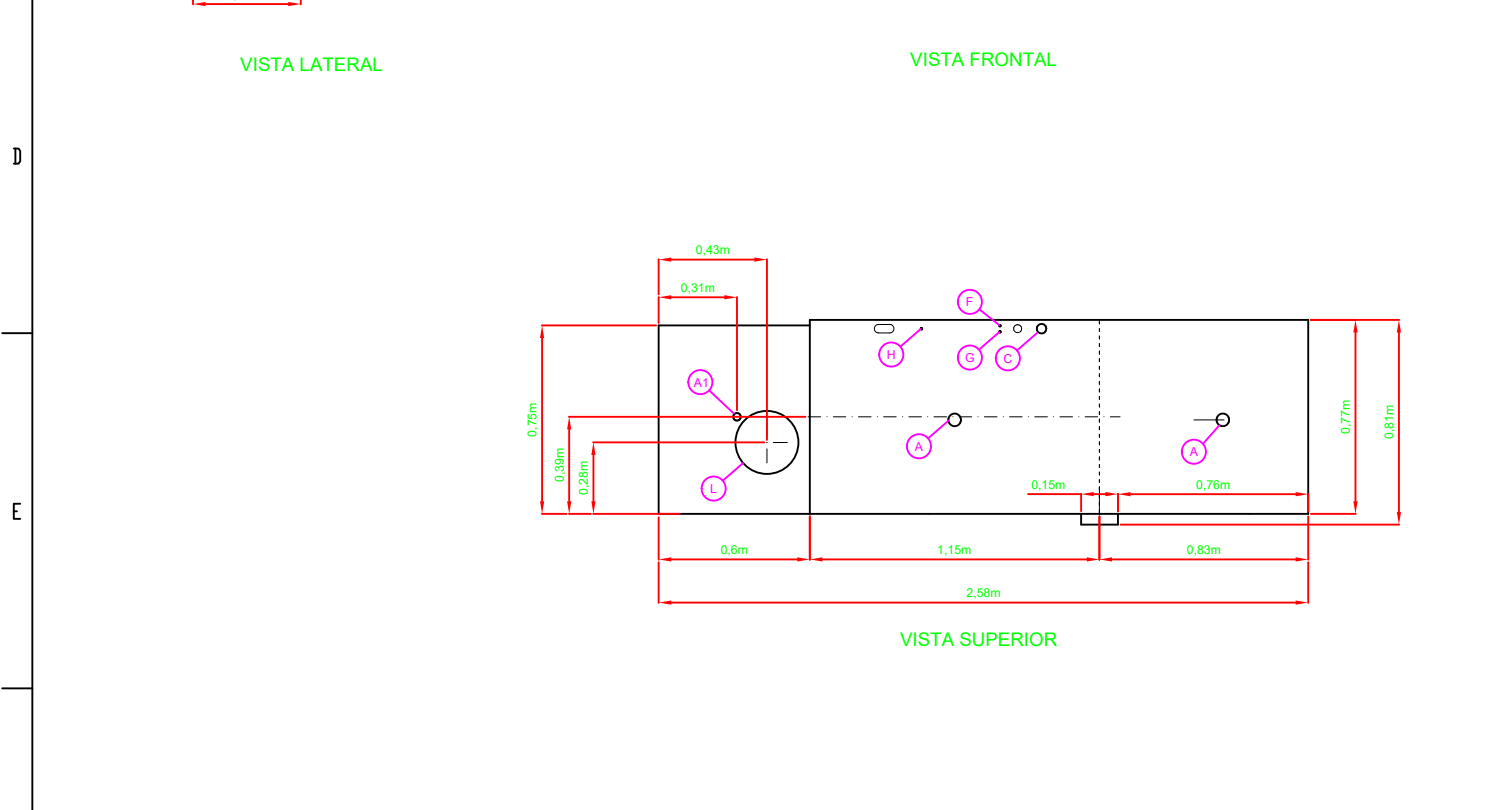 VISTA LATERAL
VISTA FRONTAL
D
0,43m
0,31m
F
H
G
C
A1
0,75m
0,39m
0,28m
A
A
0,77m
0,81m
L
0,15m
0,76m
E
0,6m
1,15m
0,83m
2,58m
VISTA SUPERIOR